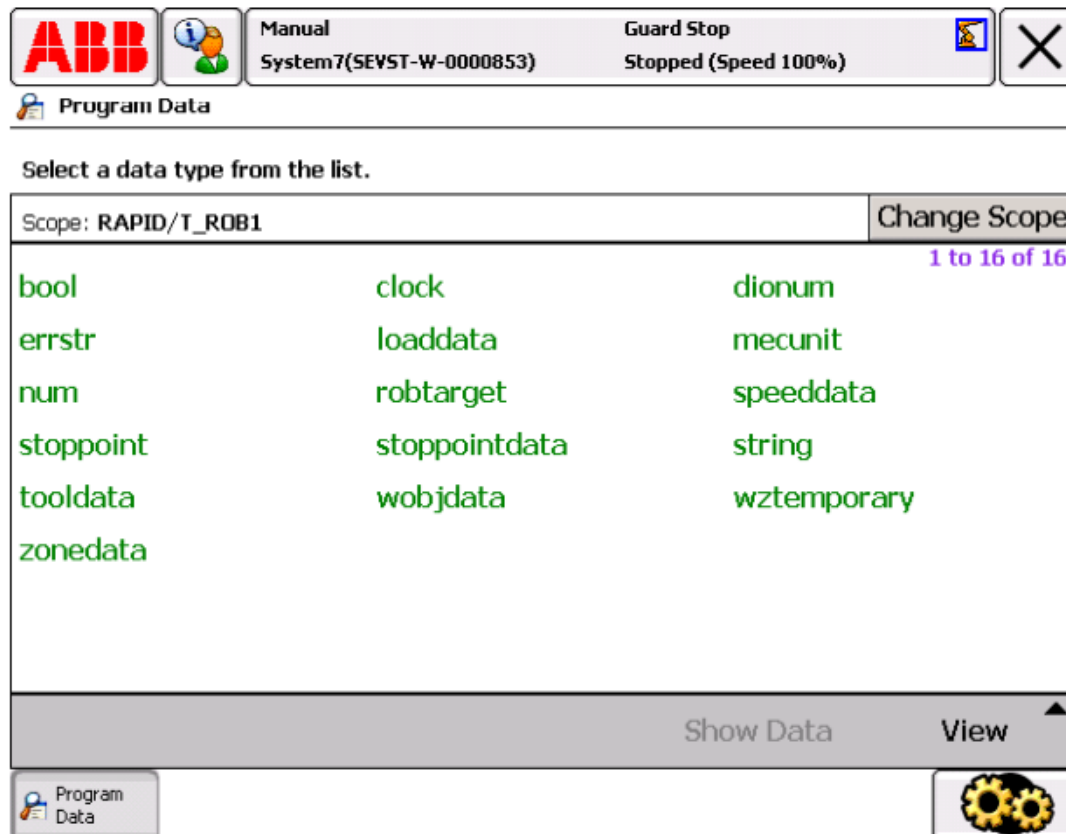 ABB
Manual Guard Stop
System7(SEVST-W-0000853) Stopped (Speed 100%)
Program Data
Select a data type from the list.
Scope: RAPID/T_ROB1 Change Scope
1 to 16 of 16
bool clock dionum
errstr loaddata mecunit
num robtarget speeddata
stoppoint stoppointdata string
tooldata wobjdata wztemporary
zonedata
Show Data View
Program
Data